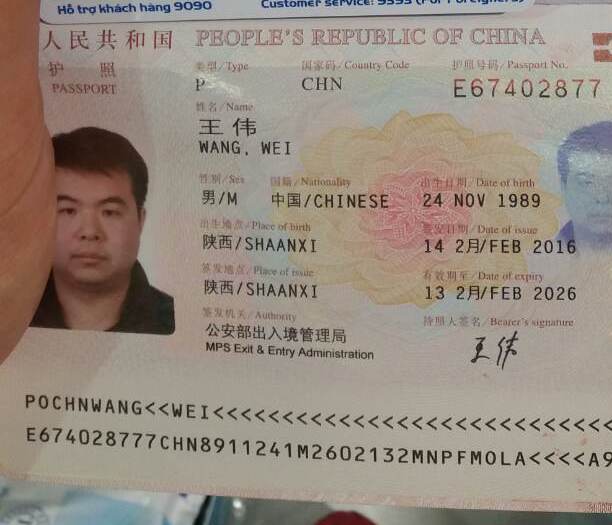 Hỗ trợ khách hàng 9090
Customer service: 9393 (For Foreigners)
人民共和国 PEOPLE'S REPUBLIC OF CHINA
护 照
PASSPORT
类型/Type 国家码/Country Code 护照号码/Passport No.
P CHN E67402877
姓名/Name
王 伟
WANG, WEI
性别/Sex 国籍/Nationality 出生日期/Date of birth
男/M 中国/CHINESE 24 NOV 1989
出生地点/Place of birth 签发日期/Date of issue
陕西/SHAANXI 14 2月/FEB 2016
签发地点/Place of issue 有效期至/Date of expiry
陕西/SHAANXI 13 2月/FEB 2026
签发机关/Authority 持照人签名/Bearer's signature
公安部出入境管理局
MPS Exit & Entry Administration
王伟
POCHNWANG<<WEI<<<<<<<<<<<<<<<<<<<<<<<<<<<<<
E674028777CHN8911241M2602132MNPFMOLA<<<<A9